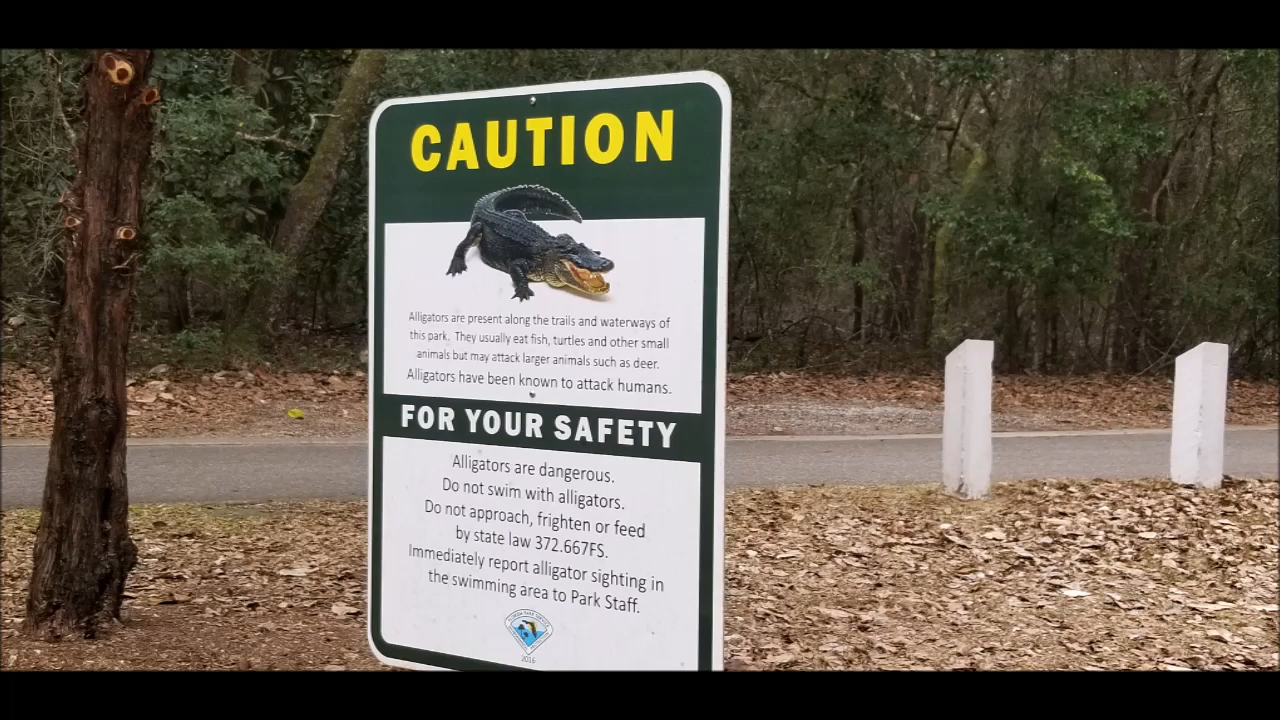 CAUTION
Alligators are present along the trails and waterways of
this park. They usually eat fish, turtles and other small
animals but may attack larger animals such as deer.
Alligators have been known to attack humans.
FOR YOUR SAFETY
Alligators are dangerous.
Do not swim with alligators.
Do not approach, frighten or feed
by state law 372.667FS.
Immediately report alligator sighting in
the swimming area to Park Staff.
FLORIDA PARK SERVICE
2016